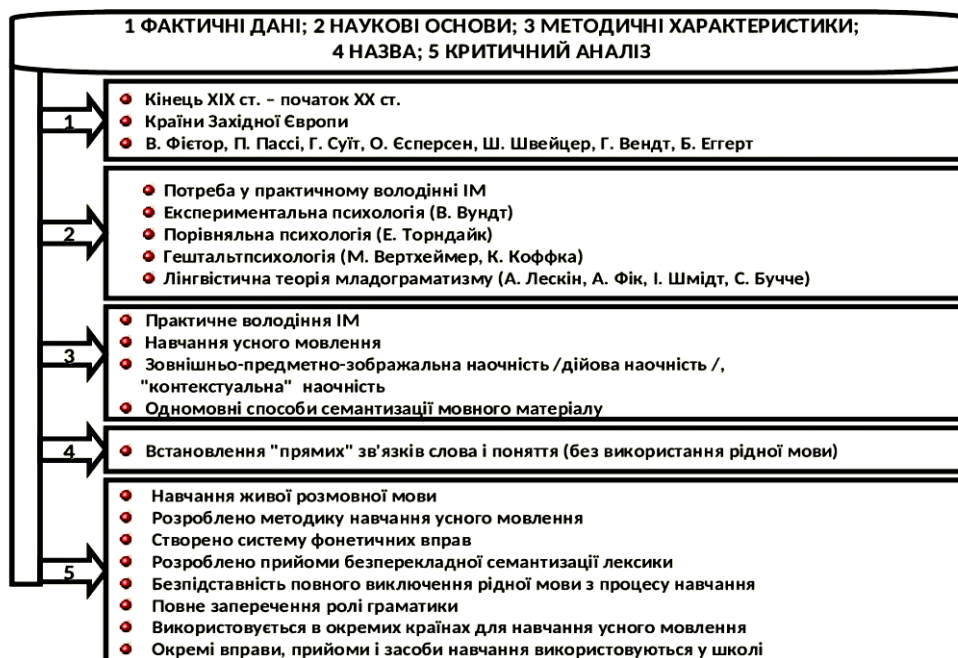 1 ФАКТИЧНІ ДАНІ; 2 НАУКОВІ ОСНОВИ; 3 МЕТОДИЧНІ ХАРАКТЕРИСТИКИ;
4 НАЗВА; 5 КРИТИЧНИЙ АНАЛІЗ
1
Кінець XIX ст. – початок XX ст.
Країни Західної Європи
В. Фієтор, П. Пассі, Г. Суїт, О. Єсперсен, Ш. Швейцер, Г. Вендт, Б. Еггерт
2
Потреба у практичному володінні ІМ
Експериментальна психологія (В. Вундт)
Порівняльна психологія (Е. Торндайк)
Гештальтпсихологія (М. Вертхеймер, К. Коффка)
Лінгвістична теорія младограматизму (А. Лескін, А. Фік, І. Шмідт, С. Бучче)
3
Практичне володіння ІМ
Навчання усного мовлення
Зовнішньо-предметно-зображальна наочність /дійова наочність /,
"контекстуальна" наочність
Одномовні способи семантизації мовного матеріалу
4
Встановлення "прямих" зв'язків слова і поняття (без використання рідної мови)
5
Навчання живої розмовної мови
Розроблено методику навчання усного мовлення
Створено систему фонетичних вправ
Розроблено прийоми безперекладної семантизації лексики
Безпідставність повного виключення рідної мови з процесу навчання
Повне заперечення ролі граматики
Використовується в окремих країнах для навчання усного мовлення
Окремі вправи, прийоми і засоби навчання використовуються у школі